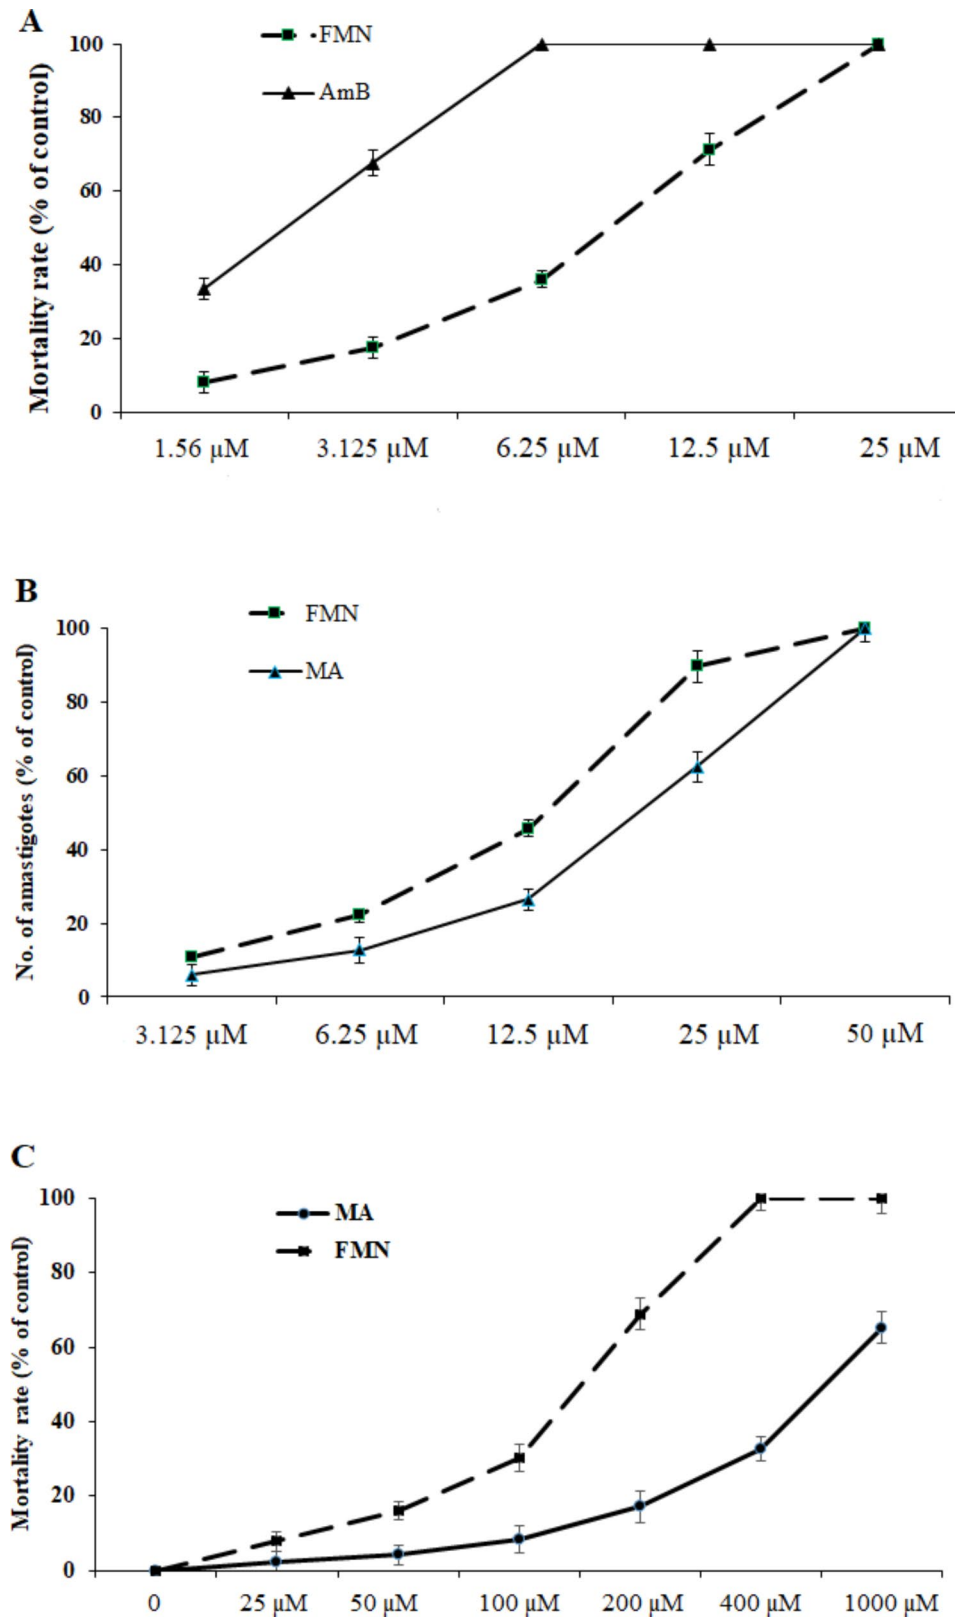 A
FMN
AmB
Mortality rate (% of control)
100
80
60
40
20
0
1.56 µM 3.125 µM 6.25 µM 12.5 µM 25 µM
B
FMN
MA
No. of amastigotes (% of control)
100
80
60
40
20
0
3.125 µM 6.25 µM 12.5 µM 25 µM 50 µM
C
MA
FMN
Mortality rate (% of control)
100
80
60
40
20
0
0 25 µM 50 µM 100 µM 200 µM 400 µM 1000 µM